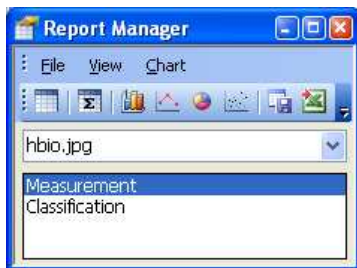 Report Manager
File View Chart
Σ
hbio.jpg
Measurement
Classification